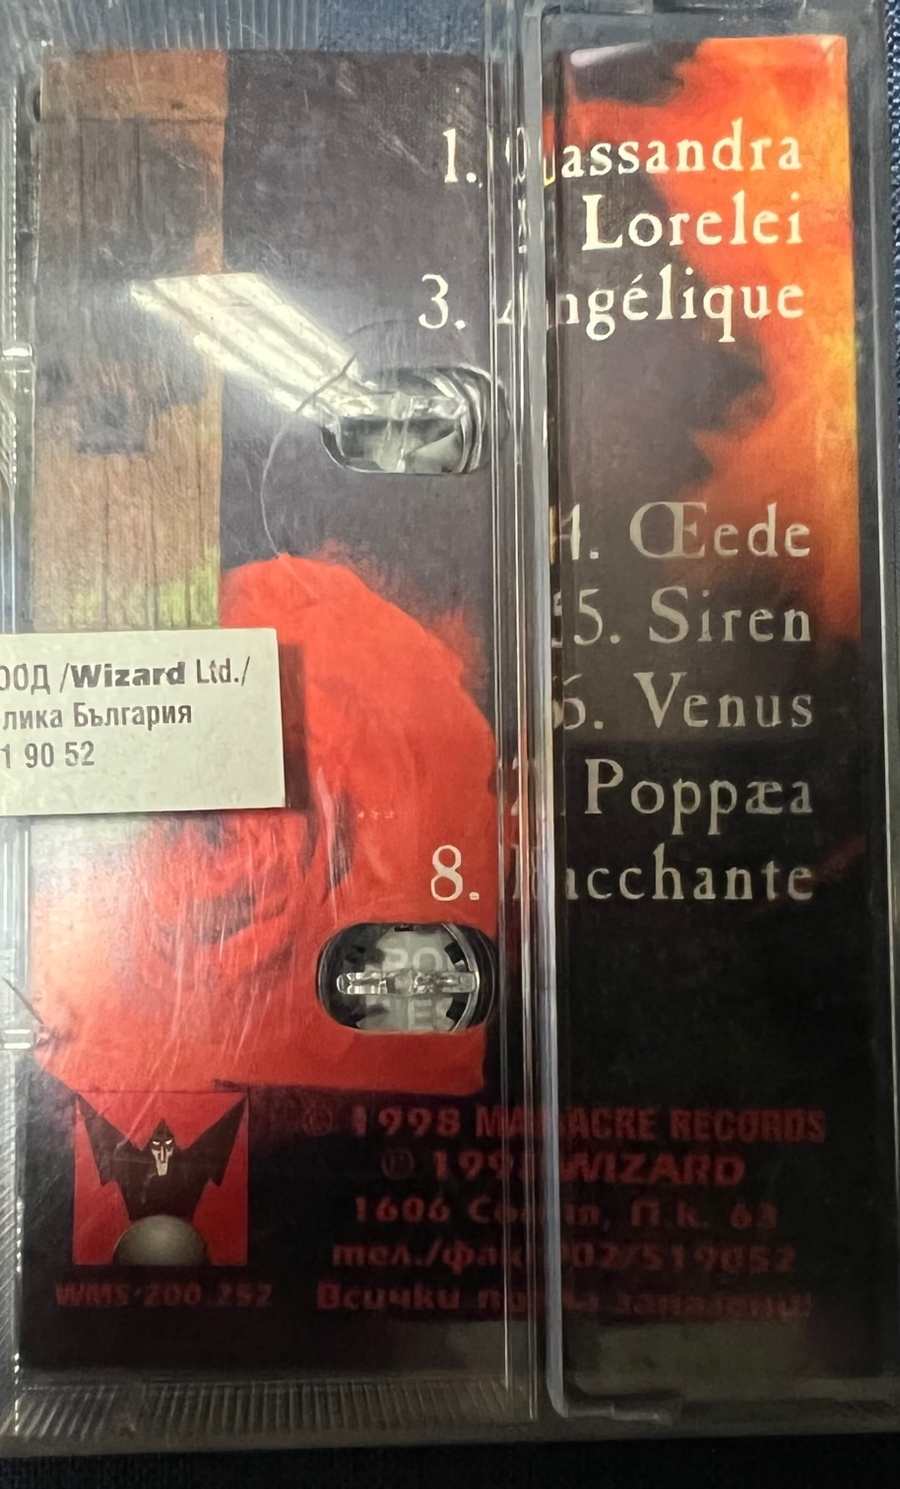 1. Cassandra
Lorelei
3. Angélique
4. Œede
5. Siren
6. Venus
Poppæa
8. Bacchante
ООД /Wizard Ltd./
лика България
1 90 52
© 1998 MASSACRE RECORDS
℗ 1998 WIZARD
1606 София, П.к. 63
тел./факс 02/519052
WMS 200.252
Всички права запазени!